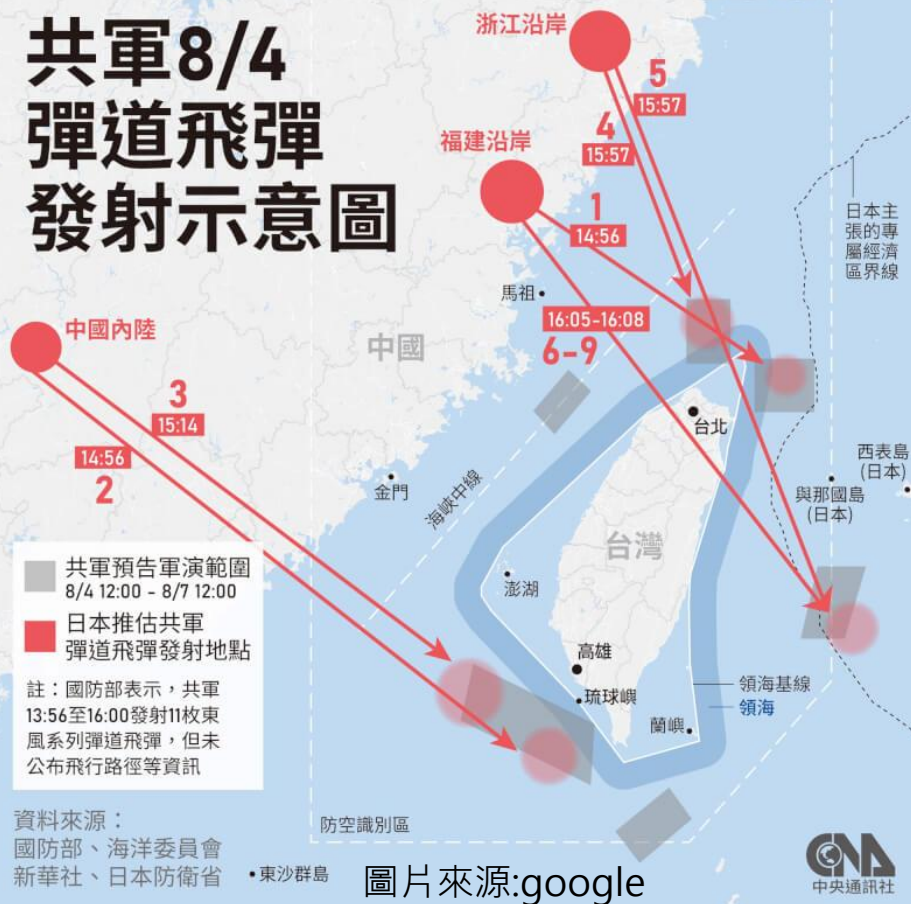 共軍8/4
彈道飛彈
發射示意圖
浙江沿岸
5
15:57
4
15:57
福建沿岸
1
14:56
日本主
張的專
屬經濟
區界線
馬祖
16:05-16:08
6-9
中國內陸
中國
3
15:14
14:56
2
台北
西表島
(日本)
與那國島
(日本)
金門
海峽中線
台灣
澎湖
共軍預告軍演範圍
8/4 12:00 - 8/7 12:00
日本推估共軍
彈道飛彈發射地點
高雄
琉球嶼
領海基線
領海
蘭嶼
註：國防部表示，共軍
13:56至16:00發射11枚東
風系列彈道飛彈，但未
公布飛行路徑等資訊
防空識別區
資料來源：
國防部、海洋委員會
新華社、日本防衛省
東沙群島
圖片來源:google
CNA
中央通訊社